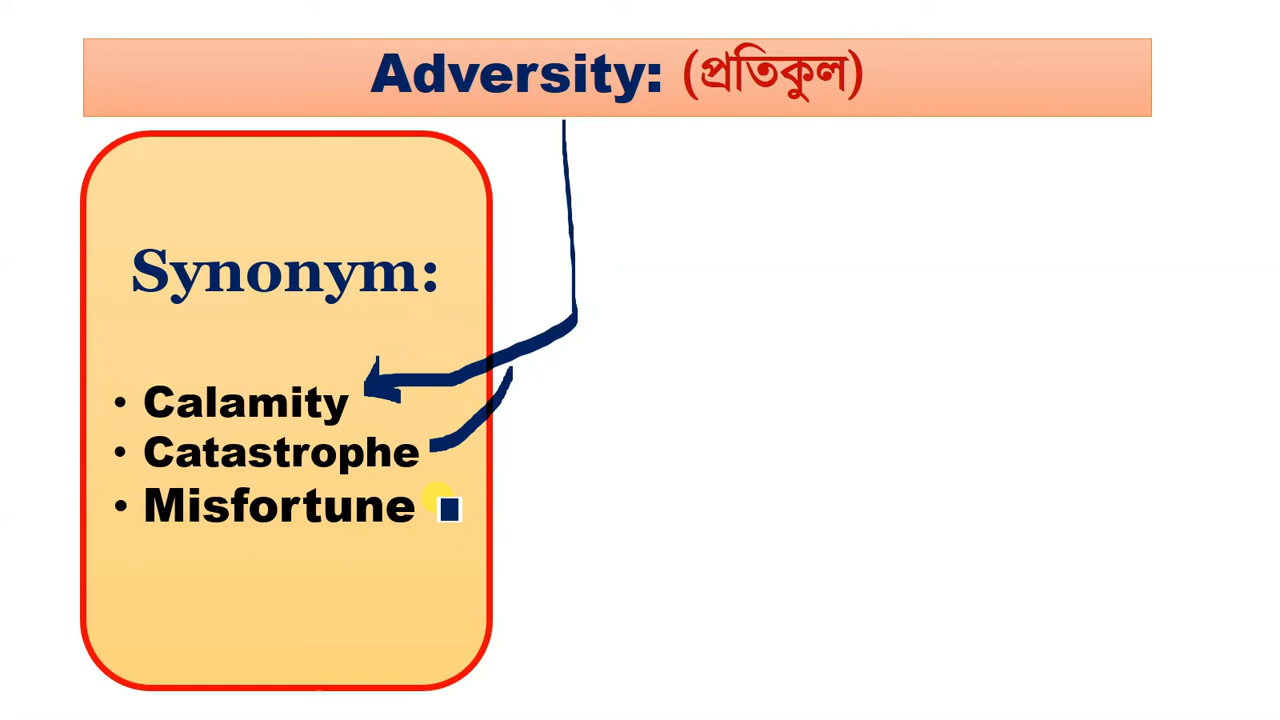 Adversity: (প্রতিকুল)
Synonym:
• Calamity
• Catastrophe
• Misfortune